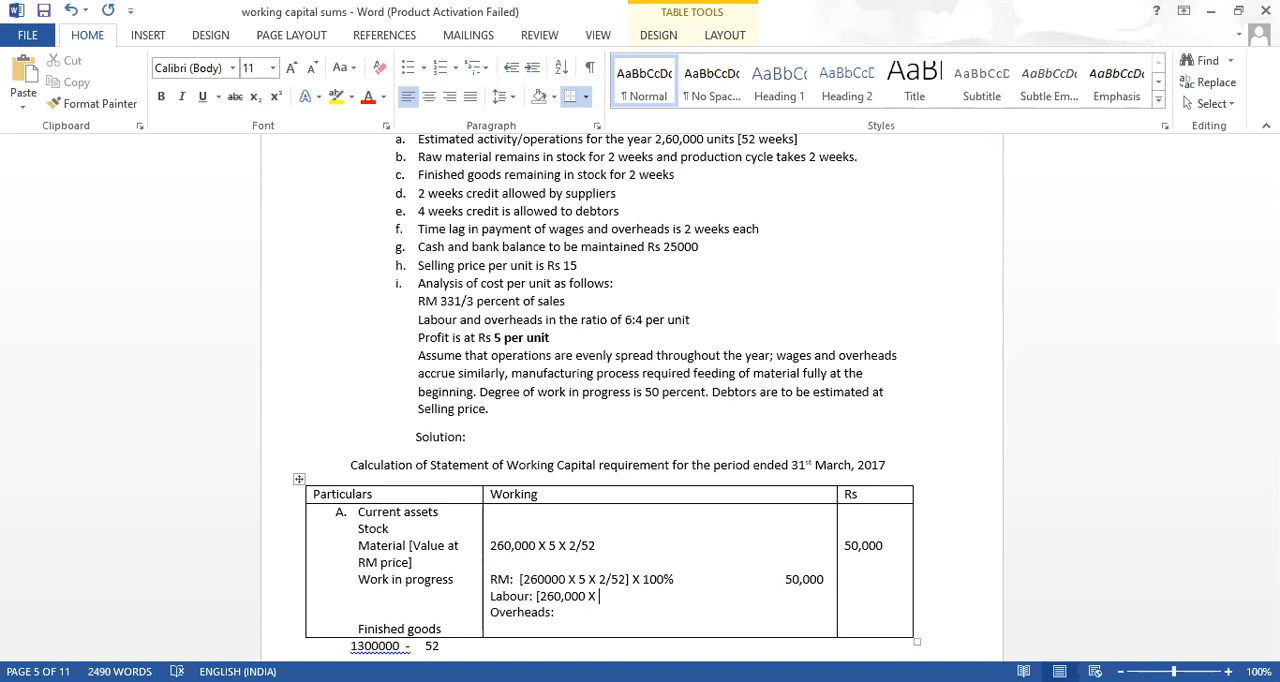 working capital sums - Word (Product Activation Failed)
TABLE TOOLS
FILE HOME INSERT DESIGN PAGE LAYOUT REFERENCES MAILINGS REVIEW VIEW DESIGN LAYOUT
Paste
Cut
Copy
Format Painter
Clipboard
Calibri (Body) 11
Font
Paragraph
AaBbCcDc AaBbCcDc AaBbCc AaBbCcD AaBl AaBbCcD AaBbCcDc AaBbCcDc
¶ Normal ¶ No Spac... Heading 1 Heading 2 Title Subtitle Subtle Em... Emphasis
Styles
Find
Replace
Select
Editing
a. Estimated activity/operations for the year 2,60,000 units [52 weeks]
b. Raw material remains in stock for 2 weeks and production cycle takes 2 weeks.
c. Finished goods remaining in stock for 2 weeks
d. 2 weeks credit allowed by suppliers
e. 4 weeks credit is allowed to debtors
f. Time lag in payment of wages and overheads is 2 weeks each
g. Cash and bank balance to be maintained Rs 25000
h. Selling price per unit is Rs 15
i. Analysis of cost per unit as follows:
RM 331/3 percent of sales
Labour and overheads in the ratio of 6:4 per unit
Profit is at Rs 5 per unit
Assume that operations are evenly spread throughout the year; wages and overheads
accrue similarly, manufacturing process required feeding of material fully at the
beginning. Degree of work in progress is 50 percent. Debtors are to be estimated at
Selling price.
Solution:
Calculation of Statement of Working Capital requirement for the period ended 31st March, 2017
Particulars Working Rs
A. Current assets
Stock
Material [Value at 260,000 X 5 X 2/52 50,000
RM price]
Work in progress RM: [260000 X 5 X 2/52] X 100% 50,000
Labour: [260,000 X
Overheads:
Finished goods
1300000 - 52
PAGE 5 OF 11 2490 WORDS ENGLISH (INDIA) 100%